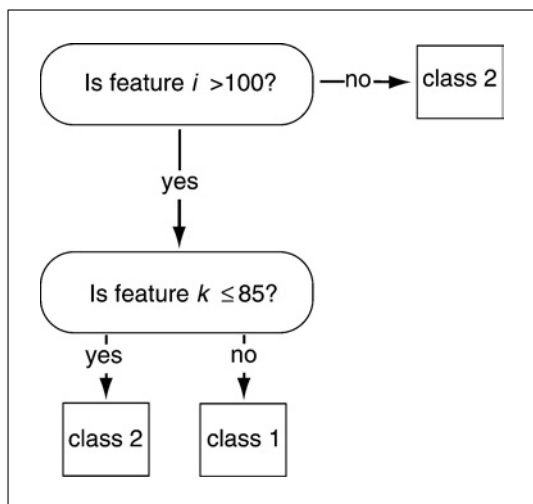 Is feature i >100?
no
class 2
yes
Is feature k ≤85?
yes
no
class 2
class 1